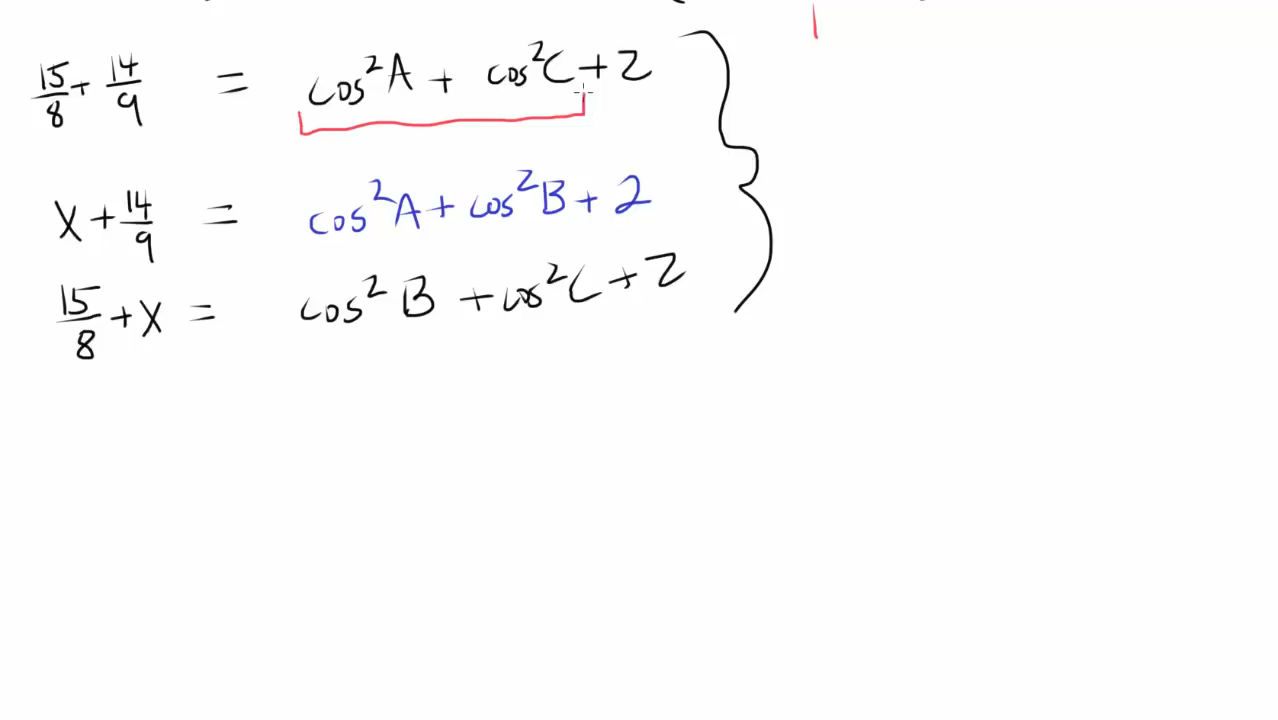 15/8 + 14/9 = cos²A + cos²C + 2
x + 14/9 = cos²A + cos²B + 2
15/8 + x = cos²B + cos²C + 2